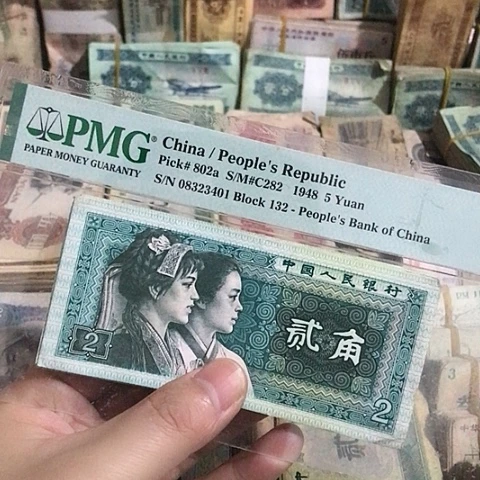 PMG®
PAPER MONEY GUARANTY
China / People's Republic
Pick# 802a S/M#C282 1948 5 Yuan
S/N 08323401 Block 132 - People's Bank of China
中国人民银行
贰角
2
2